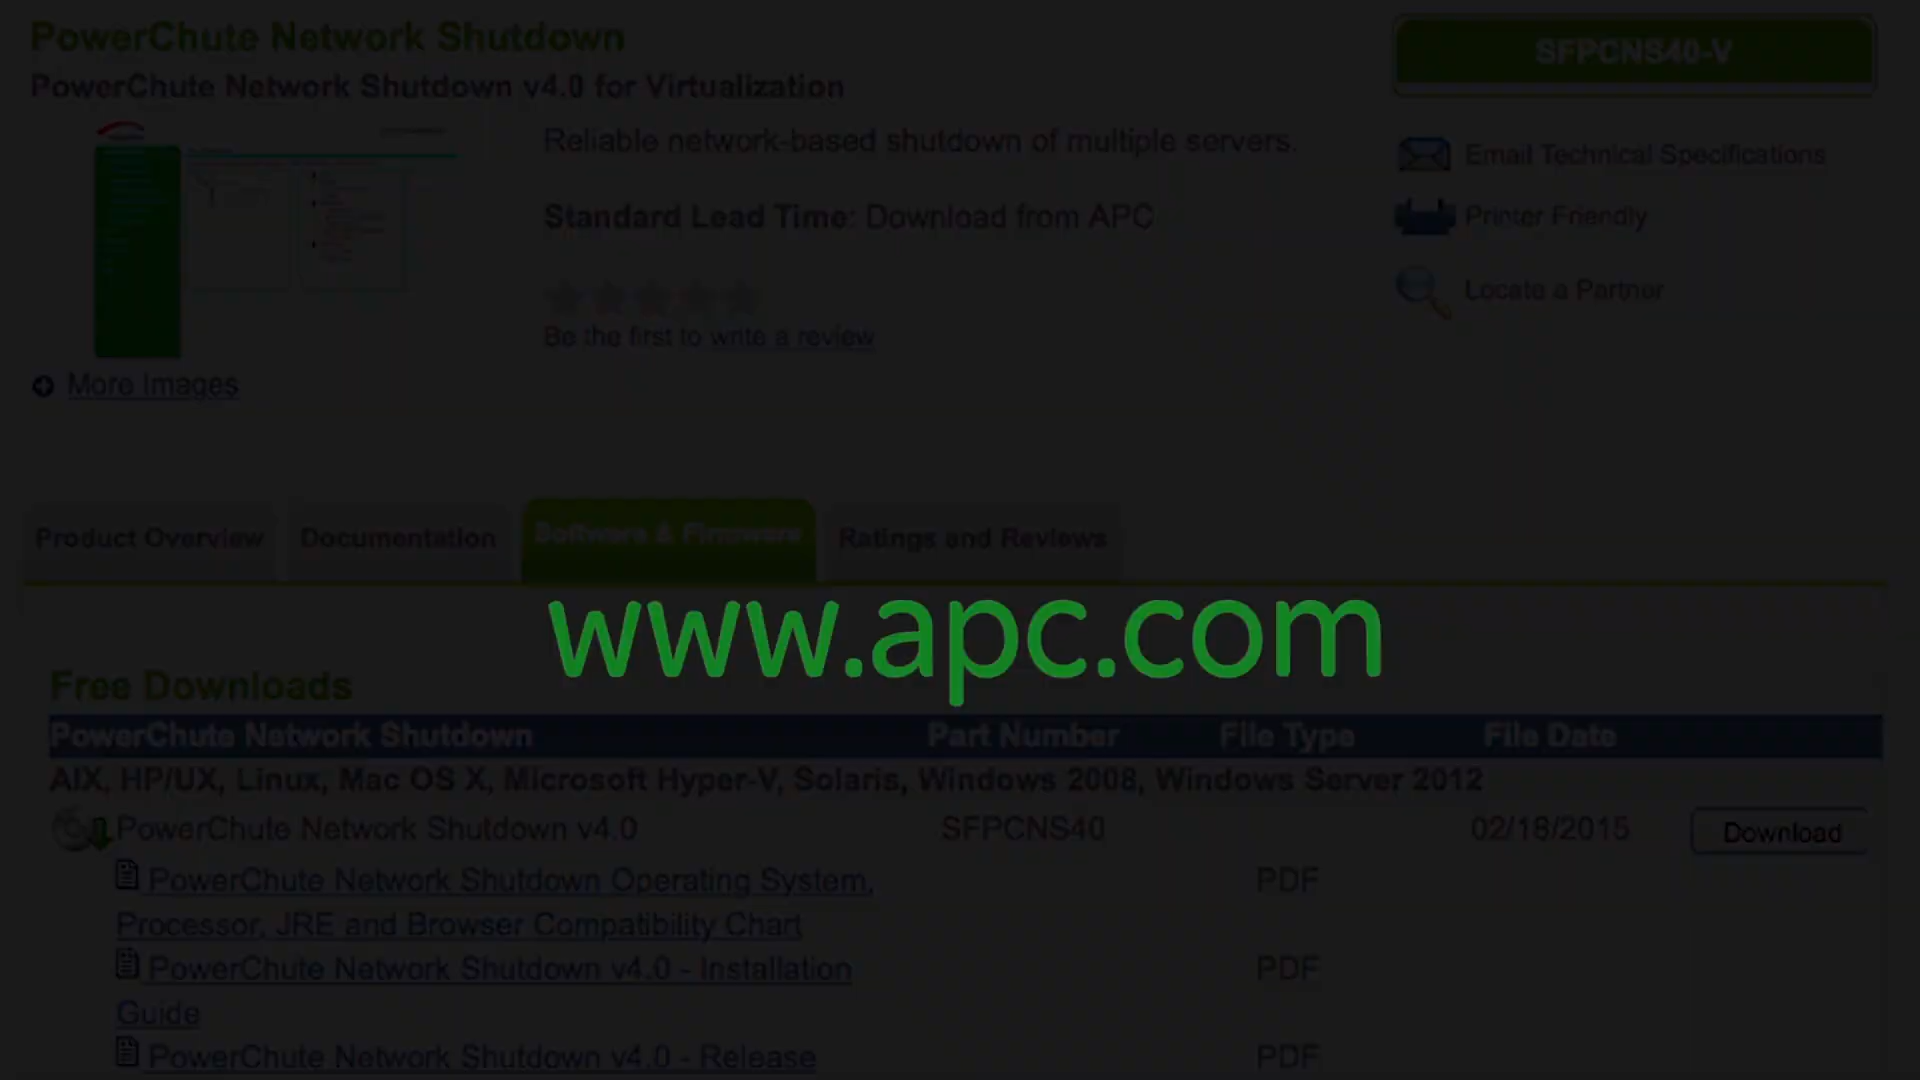 PowerChute Network Shutdown
PowerChute Network Shutdown v4.0 for Virtualization
SFPCNS40-V
Reliable network-based shutdown of multiple servers.
Email Technical Specifications
Standard Lead Time: Download from APC
Printer Friendly
Locate a Partner
Be the first to write a review
More Images
Product Overview
Documentation
Software & Firmware
Ratings and Reviews
www.apc.com
Free Downloads
PowerChute Network Shutdown Part Number File Type File Date
AIX, HP/UX, Linux, Mac OS X, Microsoft Hyper-V, Solaris, Windows 2008, Windows Server 2012
PowerChute Network Shutdown v4.0 SFPCNS40 02/18/2015 Download
PowerChute Network Shutdown Operating System, PDF
Processor, JRE and Browser Compatibility Chart
PowerChute Network Shutdown v4.0 - Installation PDF
Guide
PowerChute Network Shutdown v4.0 - Release PDF